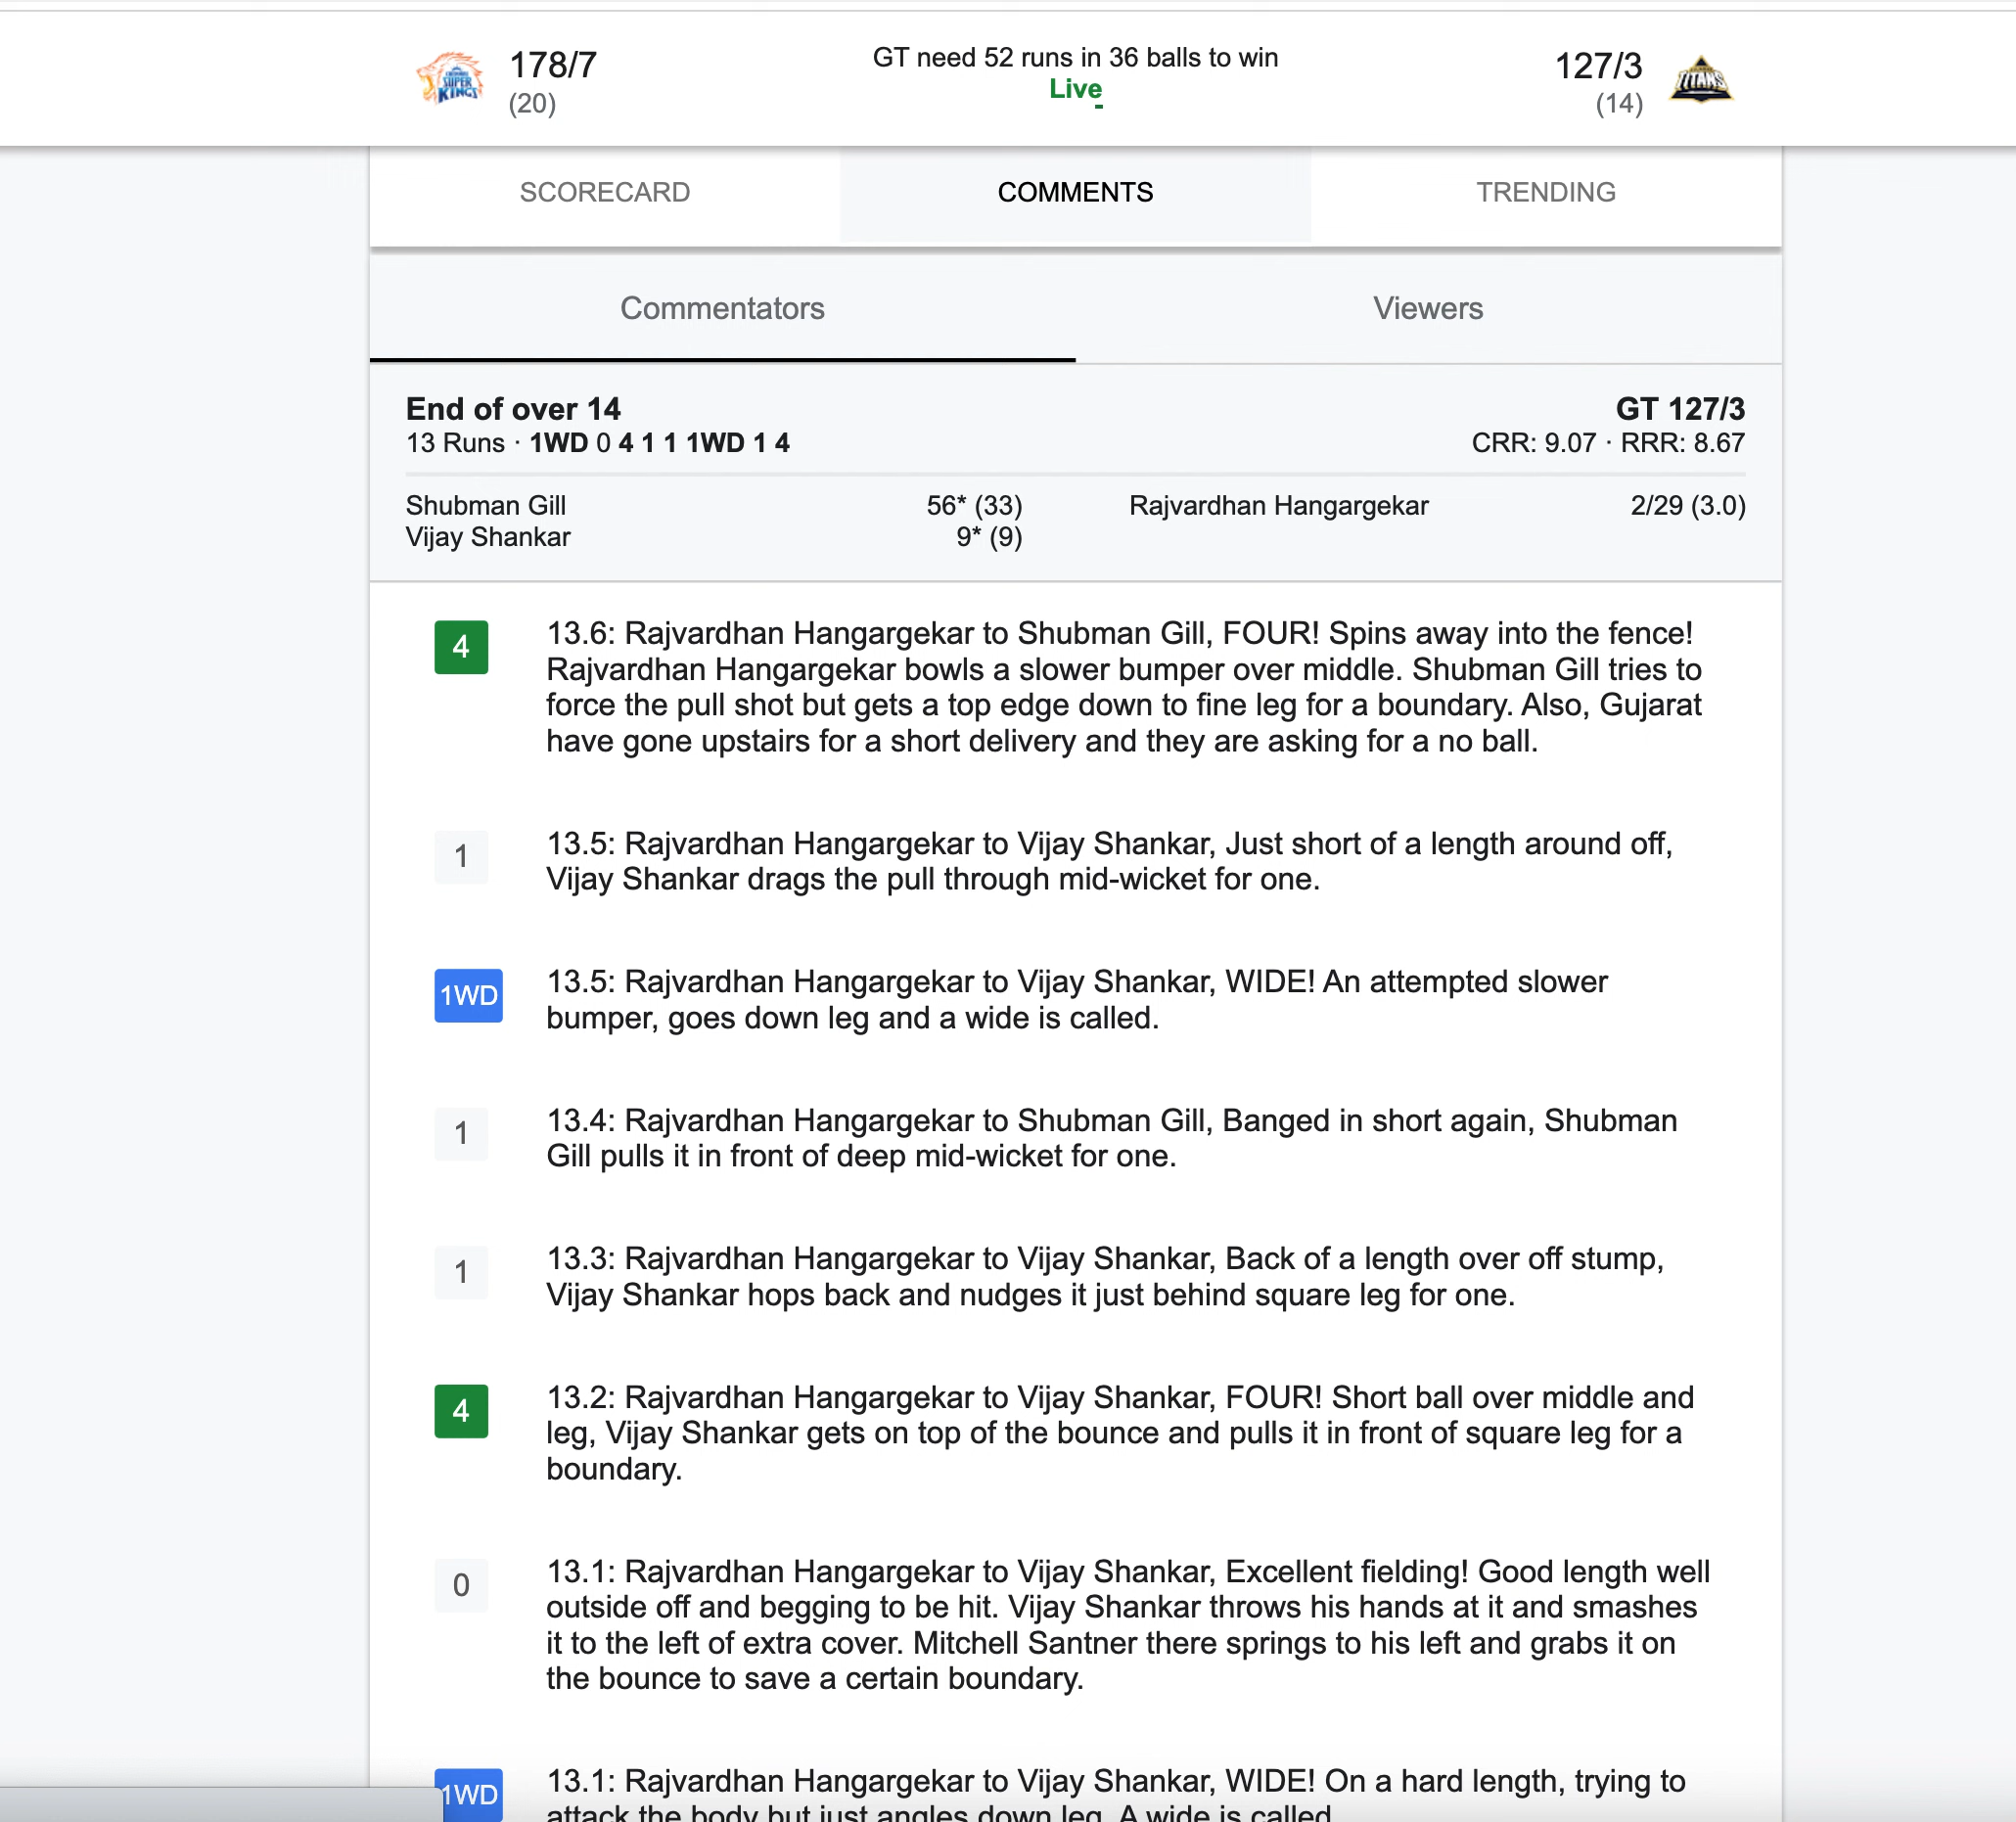 178/7
(20)
GT need 52 runs in 36 balls to win
Live
127/3
(14)
SUPER
KINGS
TITANS
SCORECARD
COMMENTS
TRENDING
Commentators
Viewers
End of over 14
GT 127/3
13 Runs · 1WD 0 4 1 1 1WD 1 4
CRR: 9.07 · RRR: 8.67
Shubman Gill 56* (33)
Vijay Shankar 9* (9)
Rajvardhan Hangargekar 2/29 (3.0)
4
13.6: Rajvardhan Hangargekar to Shubman Gill, FOUR! Spins away into the fence!
Rajvardhan Hangargekar bowls a slower bumper over middle. Shubman Gill tries to
force the pull shot but gets a top edge down to fine leg for a boundary. Also, Gujarat
have gone upstairs for a short delivery and they are asking for a no ball.
1
13.5: Rajvardhan Hangargekar to Vijay Shankar, Just short of a length around off,
Vijay Shankar drags the pull through mid-wicket for one.
1WD
13.5: Rajvardhan Hangargekar to Vijay Shankar, WIDE! An attempted slower
bumper, goes down leg and a wide is called.
1
13.4: Rajvardhan Hangargekar to Shubman Gill, Banged in short again, Shubman
Gill pulls it in front of deep mid-wicket for one.
1
13.3: Rajvardhan Hangargekar to Vijay Shankar, Back of a length over off stump,
Vijay Shankar hops back and nudges it just behind square leg for one.
4
13.2: Rajvardhan Hangargekar to Vijay Shankar, FOUR! Short ball over middle and
leg, Vijay Shankar gets on top of the bounce and pulls it in front of square leg for a
boundary.
0
13.1: Rajvardhan Hangargekar to Vijay Shankar, Excellent fielding! Good length well
outside off and begging to be hit. Vijay Shankar throws his hands at it and smashes
it to the left of extra cover. Mitchell Santner there springs to his left and grabs it on
the bounce to save a certain boundary.
1WD
13.1: Rajvardhan Hangargekar to Vijay Shankar, WIDE! On a hard length, trying to
attack the body but just angles down leg. A wide is called.